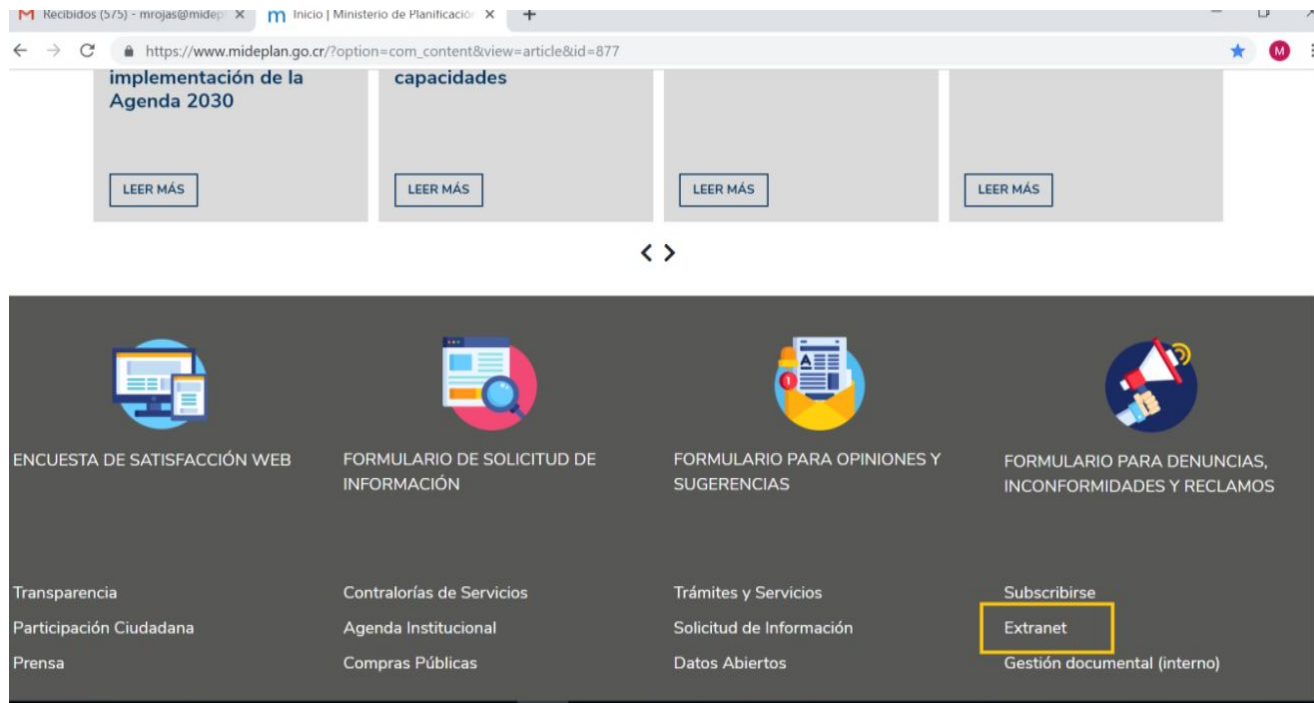 Recibidos (575) - mrojas@midep
Inicio | Ministerio de Planificación
https://www.mideplan.go.cr/?option=com_content&view=article&id=877
M
implementación de la
Agenda 2030
capacidades
LEER MÁS
LEER MÁS
LEER MÁS
LEER MÁS
ENCUESTA DE SATISFACCIÓN WEB
FORMULARIO DE SOLICITUD DE
INFORMACIÓN
FORMULARIO PARA OPINIONES Y
SUGERENCIAS
FORMULARIO PARA DENUNCIAS,
INCONFORMIDADES Y RECLAMOS
Transparencia
Participación Ciudadana
Prensa
Contralorías de Servicios
Agenda Institucional
Compras Públicas
Trámites y Servicios
Solicitud de Información
Datos Abiertos
Subscribirse
Extranet
Gestión documental (interno)